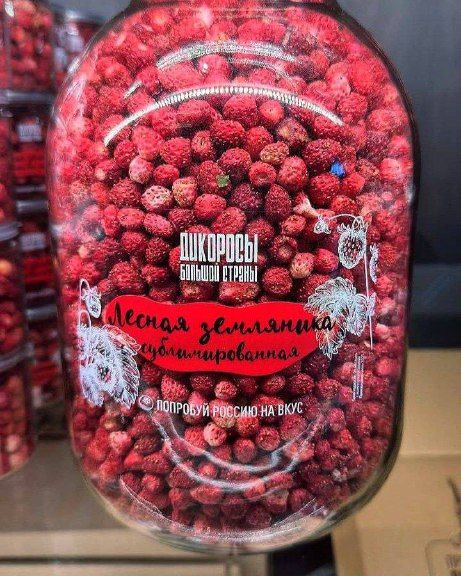 ДИКОРОСЫ
БОЛЬШОЙ СТРАНЫ
Лесная земляника
сублимированная
ПОПРОБУЙ РОССИЮ НА ВКУС